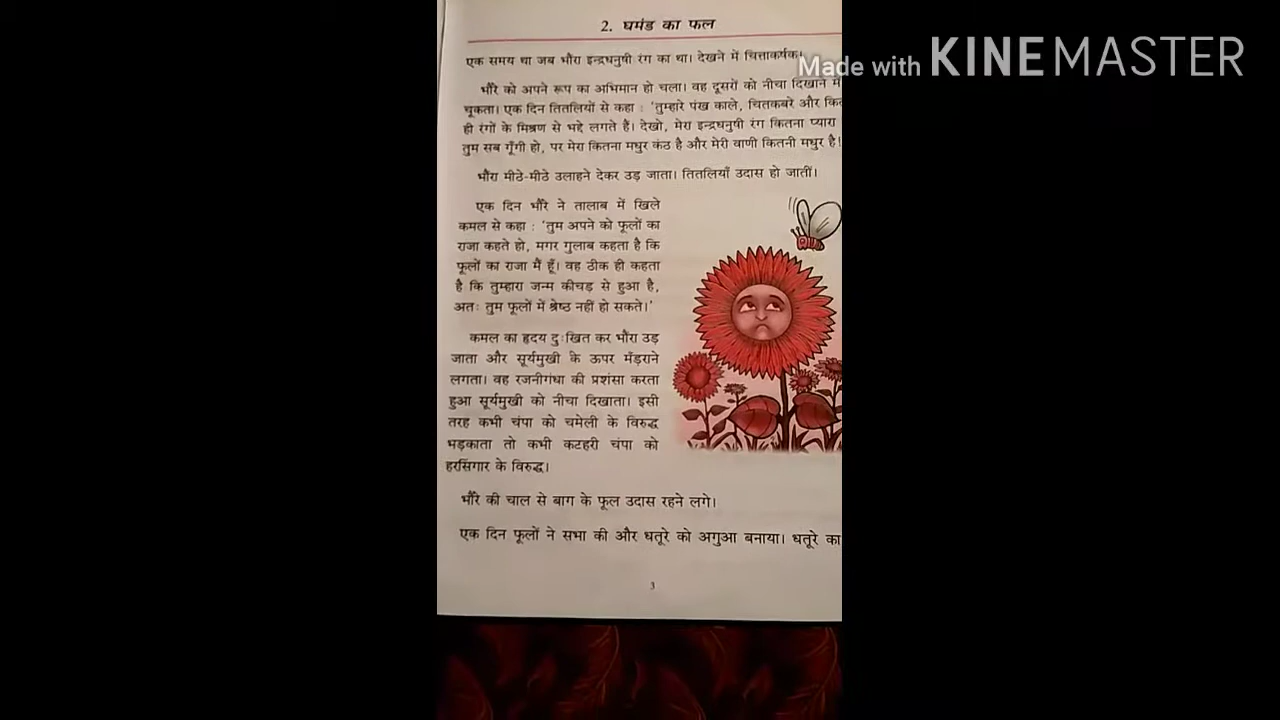 2. घमंड का फल
Made with KINEMASTER
एक समय था जब भौंरा इन्द्रधनुषी रंग का था। देखने में चित्ताकर्षक।
भौंरे को अपने रूप का अभिमान हो चला। वह दूसरों को नीचा दिखाने में
चूकता। एक दिन तितलियों से कहा : 'तुम्हारे पंख काले, चितकबरे और
ही रंगों के मिश्रण से भद्दे लगते हैं। देखो, मेरा इन्द्रधनुषी रंग कितना प्यारा
तुम सब गूँगी हो, पर मेरा कितना मधुर कंठ है और मेरी वाणी कितनी मधुर है!
भौंरा मीठे-मीठे उलाहने देकर उड़ जाता। तितलियाँ उदास हो जातीं।
एक दिन भौंरे ने तालाब में खिले
कमल से कहा : 'तुम अपने को फूलों का
राजा कहते हो, मगर गुलाब कहता है कि
फूलों का राजा मैं हूँ। वह ठीक ही कहता
है कि तुम्हारा जन्म कीचड़ से हुआ है,
अतः तुम फूलों में श्रेष्ठ नहीं हो सकते।'
कमल का हृदय दुःखित कर भौंरा उड़
जाता और सूर्यमुखी के ऊपर मँड़राने
लगता। वह रजनीगंधा की प्रशंसा करता
हुआ सूर्यमुखी को नीचा दिखाता। इसी
तरह कभी चंपा को चमेली के विरुद्ध
भड़काता तो कभी कटहरी चंपा को
हरसिंगार के विरुद्ध।
भौंरे की चाल से बाग के फूल उदास रहने लगे।
एक दिन फूलों ने सभा की और धतूरे को अगुआ बनाया। धतूरे का
3